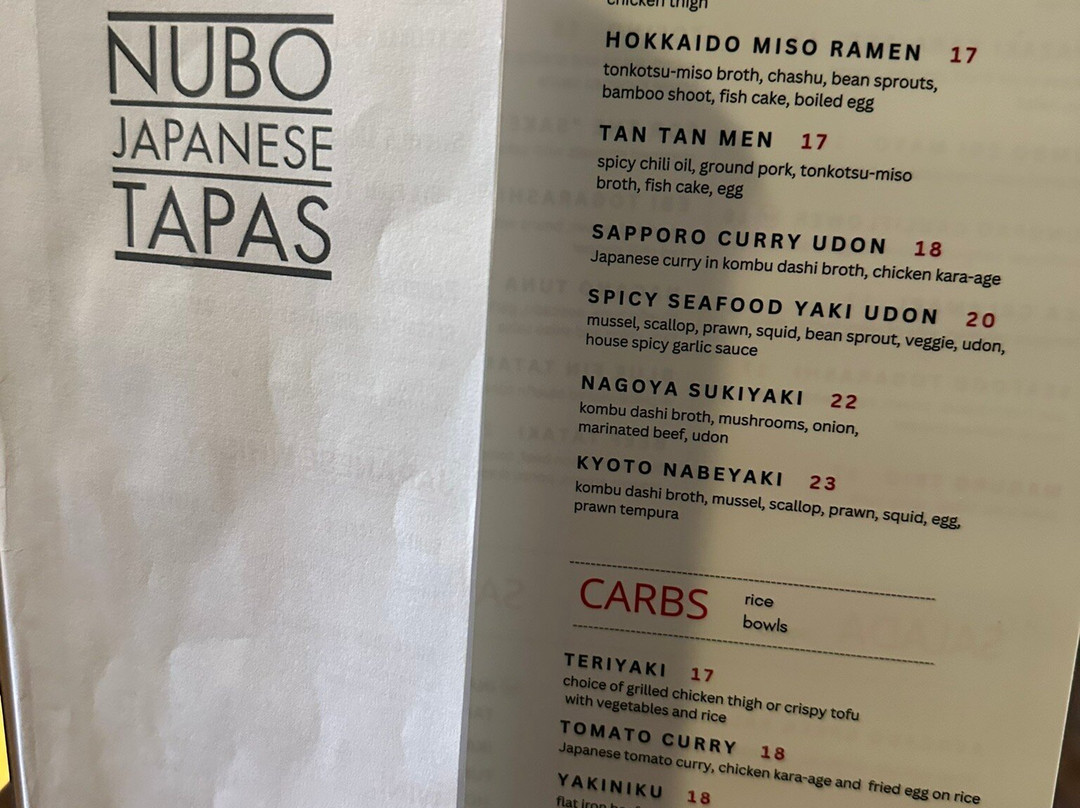 NUBO
JAPANESE
TAPAS
chicken thigh
HOKKAIDO MISO RAMEN 17
tonkotsu-miso broth, chashu, bean sprouts,
bamboo shoot, fish cake, boiled egg
TAN TAN MEN 17
spicy chili oil, ground pork, tonkotsu-miso
broth, fish cake, egg
SAPPORO CURRY UDON 18
Japanese curry in kombu dashi broth, chicken kara-age
SPICY SEAFOOD YAKI UDON 20
mussel, scallop, prawn, squid, bean sprout, veggie, udon,
house spicy garlic sauce
NAGOYA SUKIYAKI 22
kombu dashi broth, mushrooms, onion,
marinated beef, udon
KYOTO NABEYAKI 23
kombu dashi broth, mussel, scallop, prawn, squid, egg,
prawn tempura
CARBS rice
bowls
TERIYAKI 17
choice of grilled chicken thigh or crispy tofu
with vegetables and rice
TOMATO CURRY 18
Japanese tomato curry, chicken kara-age and fried egg on rice
YAKINIKU 18
flat iron